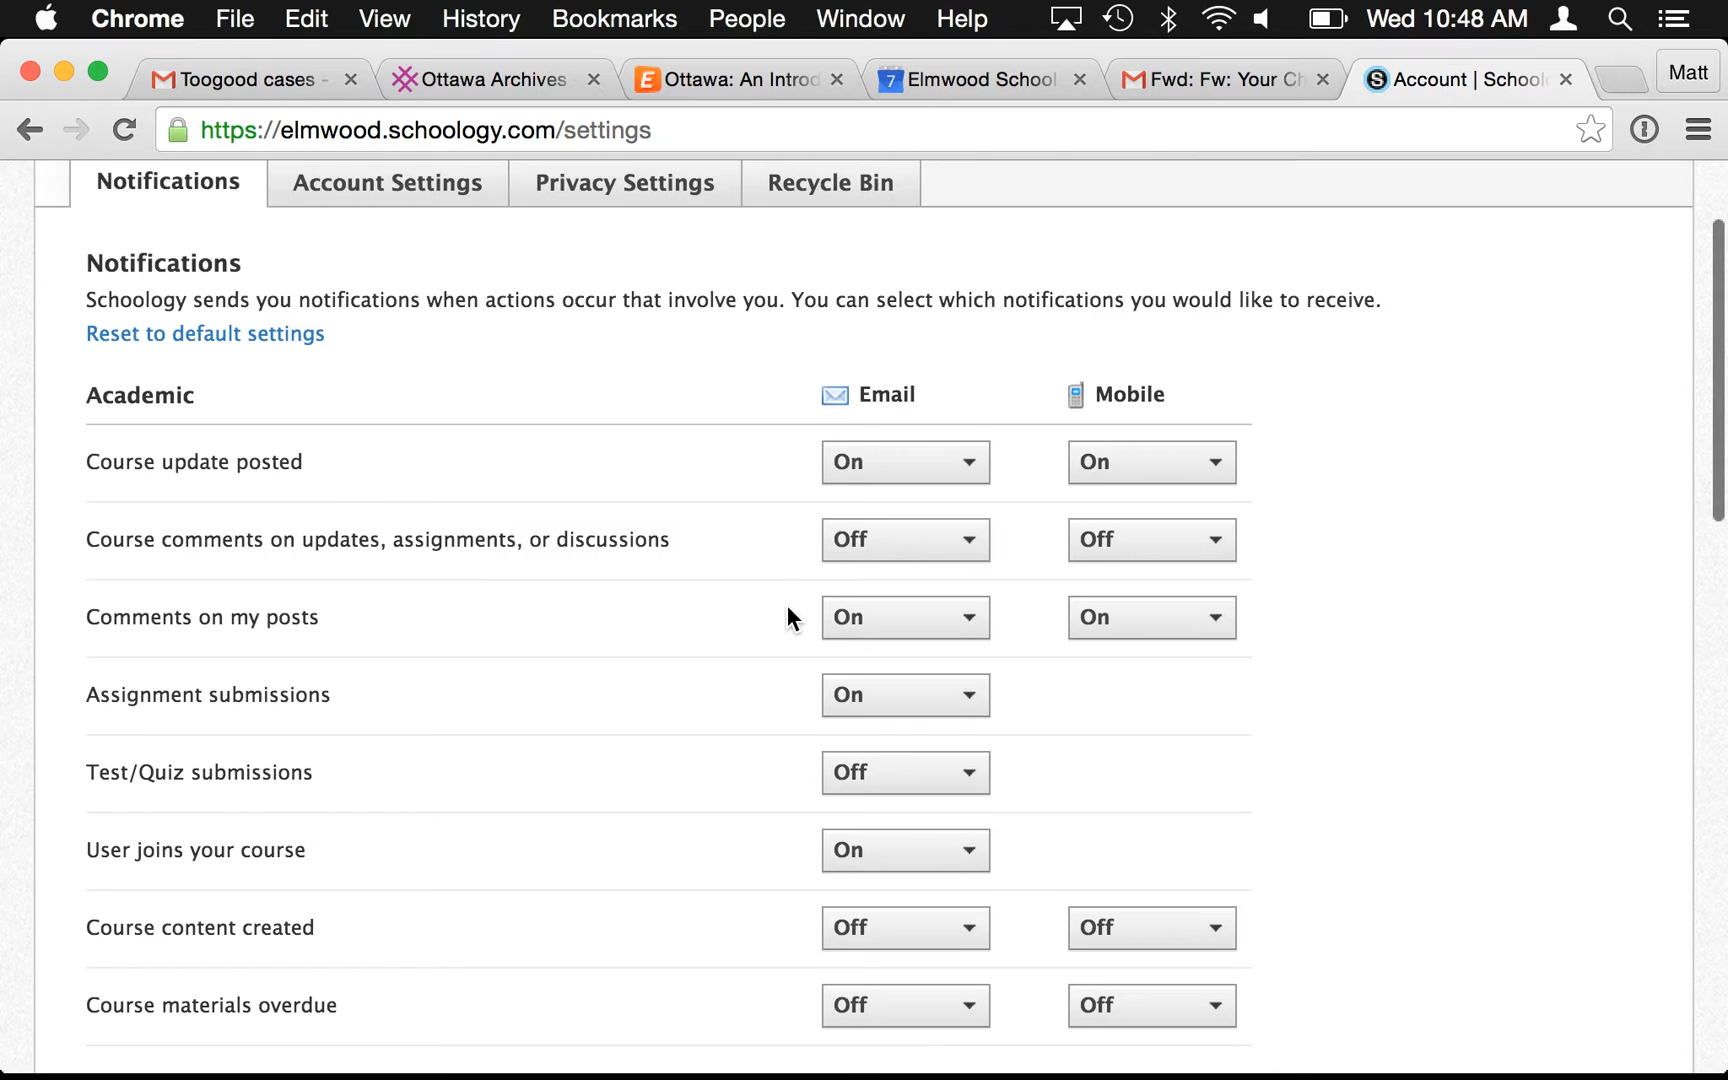 Chrome File Edit View History Bookmarks People Window Help Wed 10:48 AM
Toogood cases - Ottawa Archives Ottawa: An Introd 7 Elmwood School Fwd: Fw: Your Ch Account | Schoolo Matt
https://elmwood.schoology.com/settings
Notifications Account Settings Privacy Settings Recycle Bin
Notifications
Schoology sends you notifications when actions occur that involve you. You can select which notifications you would like to receive.
Reset to default settings
Academic Email Mobile
Course update posted On On
Course comments on updates, assignments, or discussions Off Off
Comments on my posts On On
Assignment submissions On
Test/Quiz submissions Off
User joins your course On
Course content created Off Off
Course materials overdue Off Off